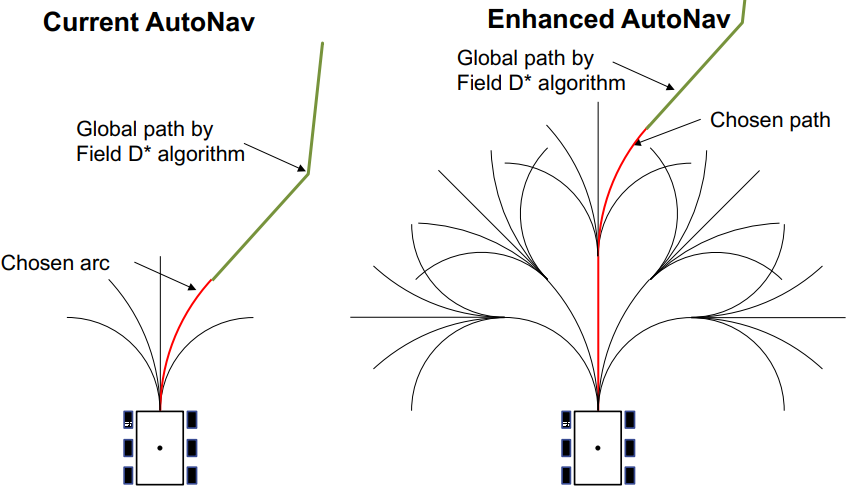 Current AutoNav
Global path by
Field D* algorithm
Chosen arc
Enhanced AutoNav
Global path by
Field D* algorithm
Chosen path